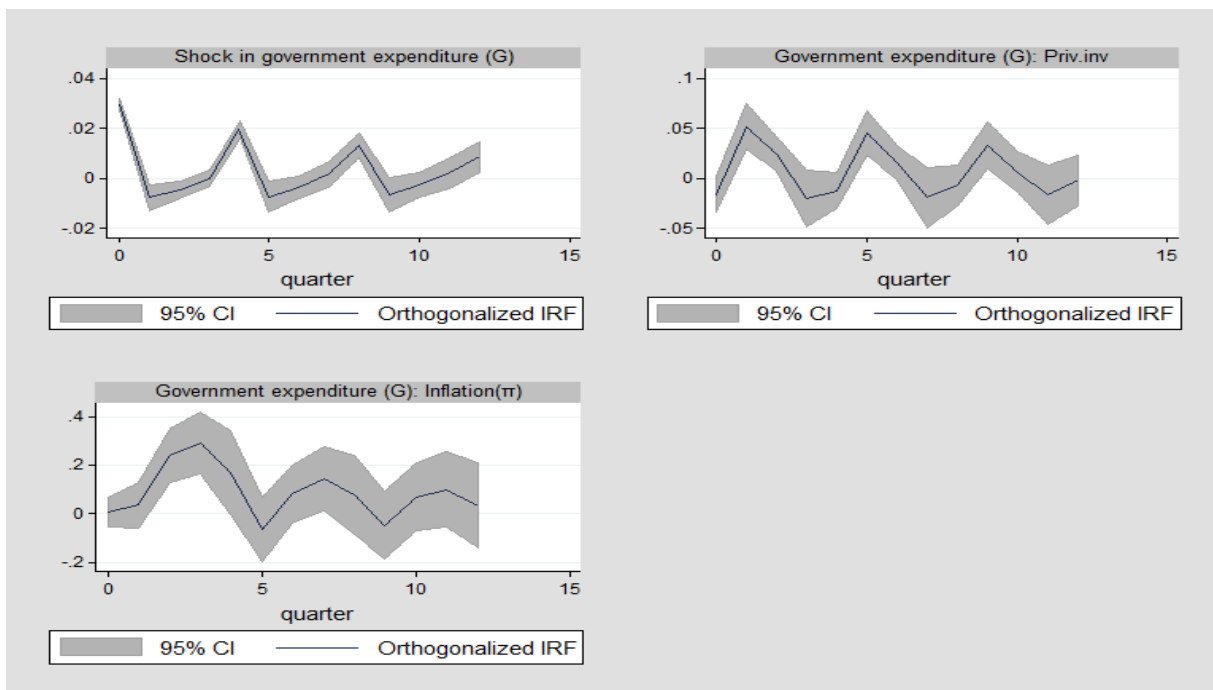 Shock in government expenditure (G)
.04
.02
0
-.02
0 5 10 15
quarter
95% CI Orthogonalized IRF
Government expenditure (G): Priv.inv
.1
.05
0
-.05
0 5 10 15
quarter
95% CI Orthogonalized IRF
Government expenditure (G): Inflation(π)
.4
.2
0
-.2
0 5 10 15
quarter
95% CI Orthogonalized IRF